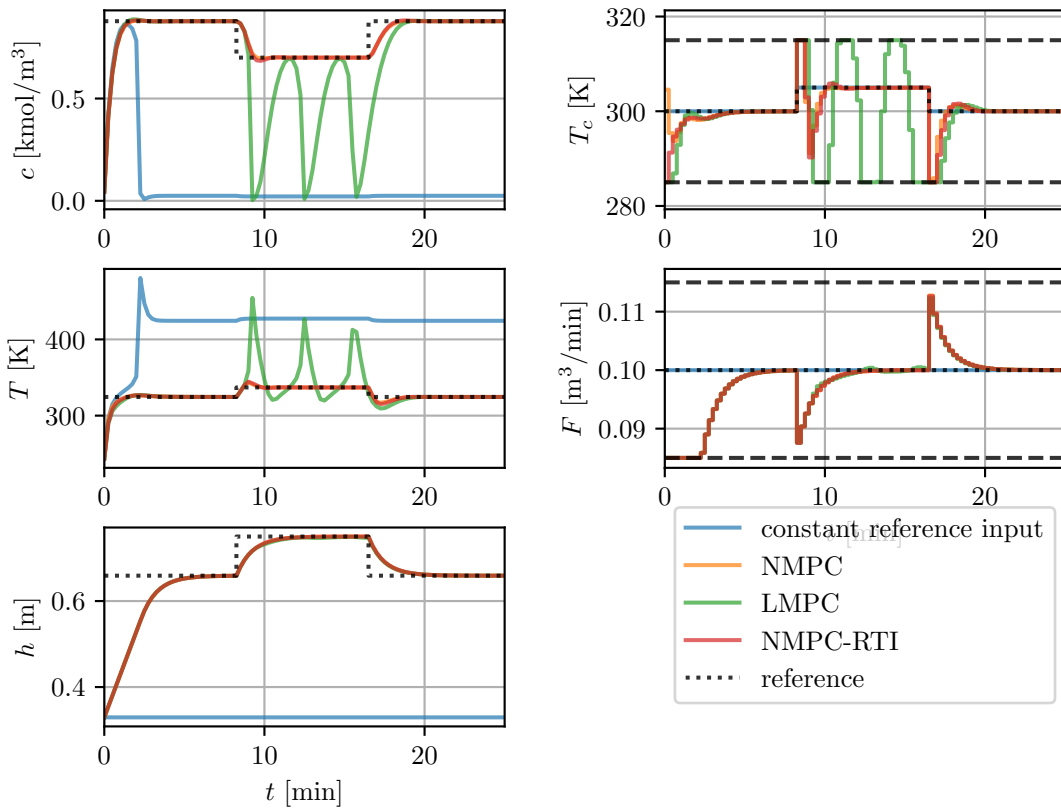 c [kmol/m³]
0.5
0.0
0
10
20
T_c [K]
320
300
280
0
10
20
T [K]
400
300
0
10
20
F [m³/min]
0.11
0.10
0.09
0
10
20
h [m]
0.6
0.4
0
10
20
t [min]
t [min]
constant reference input
NMPC
LMPC
NMPC-RTI
reference